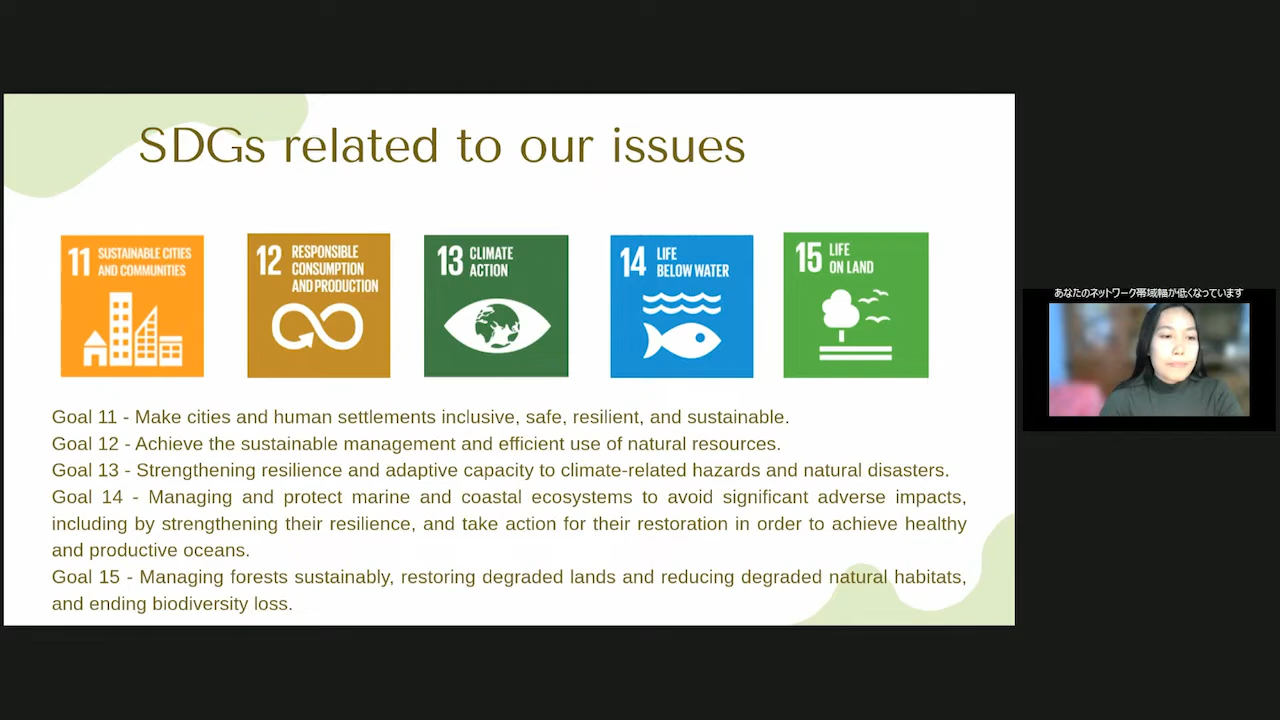 SDGs related to our issues
11 SUSTAINABLE CITIES
AND COMMUNITIES
12 RESPONSIBLE
CONSUMPTION
AND PRODUCTION
13 CLIMATE
ACTION
14 LIFE
BELOW WATER
15 LIFE
ON LAND
あなたのネットワーク帯域幅が低くなっています
Goal 11 - Make cities and human settlements inclusive, safe, resilient, and sustainable.
Goal 12 - Achieve the sustainable management and efficient use of natural resources.
Goal 13 - Strengthening resilience and adaptive capacity to climate-related hazards and natural disasters.
Goal 14 - Managing and protect marine and coastal ecosystems to avoid significant adverse impacts,
including by strengthening their resilience, and take action for their restoration in order to achieve healthy
and productive oceans.
Goal 15 - Managing forests sustainably, restoring degraded lands and reducing degraded natural habitats,
and ending biodiversity loss.